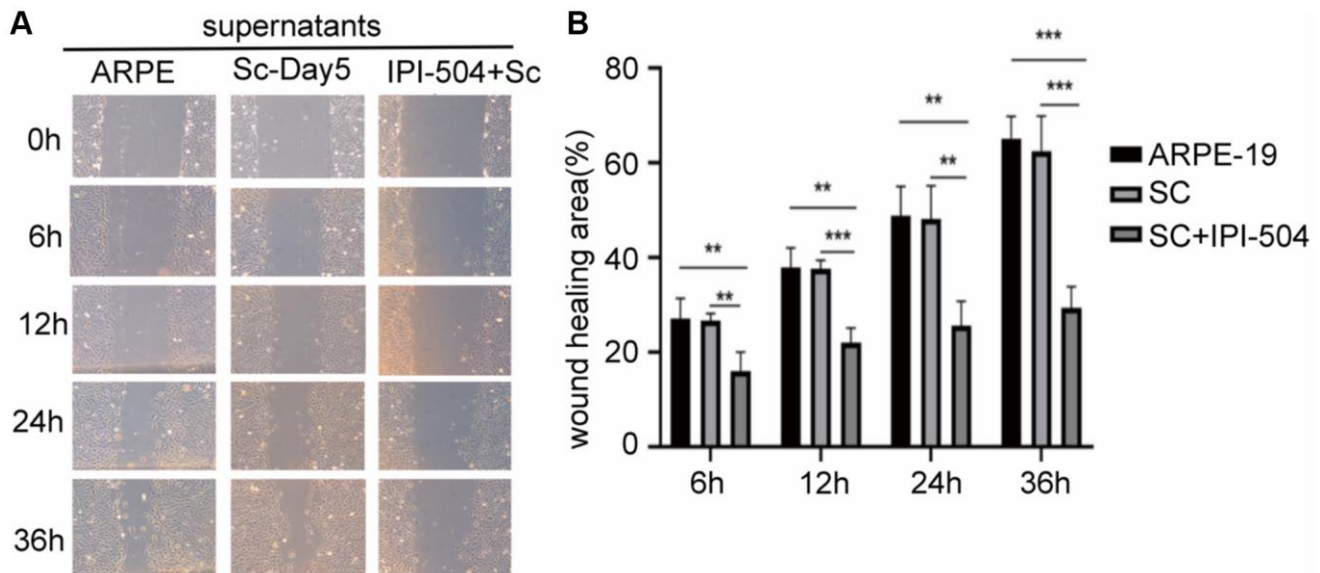 A
supernatants
ARPE Sc-Day5 IPI-504+Sc
0h
6h
12h
24h
36h
B
wound healing area(%)
80
60
40
20
0
** ** ** *** ** ** *** ***
6h 12h 24h 36h
ARPE-19
SC
SC+IPI-504